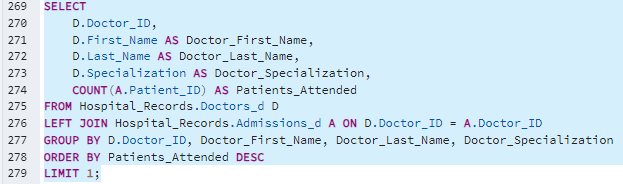 269 SELECT
270 D.Doctor_ID,
271 D.First_Name AS Doctor_First_Name,
272 D.Last_Name AS Doctor_Last_Name,
273 D.Specialization AS Doctor_Specialization,
274 COUNT(A.Patient_ID) AS Patients_Attended
275 FROM Hospital_Records.Doctors_d D
276 LEFT JOIN Hospital_Records.Admissions_d A ON D.Doctor_ID = A.Doctor_ID
277 GROUP BY D.Doctor_ID, Doctor_First_Name, Doctor_Last_Name, Doctor_Specialization
278 ORDER BY Patients_Attended DESC
279 LIMIT 1;